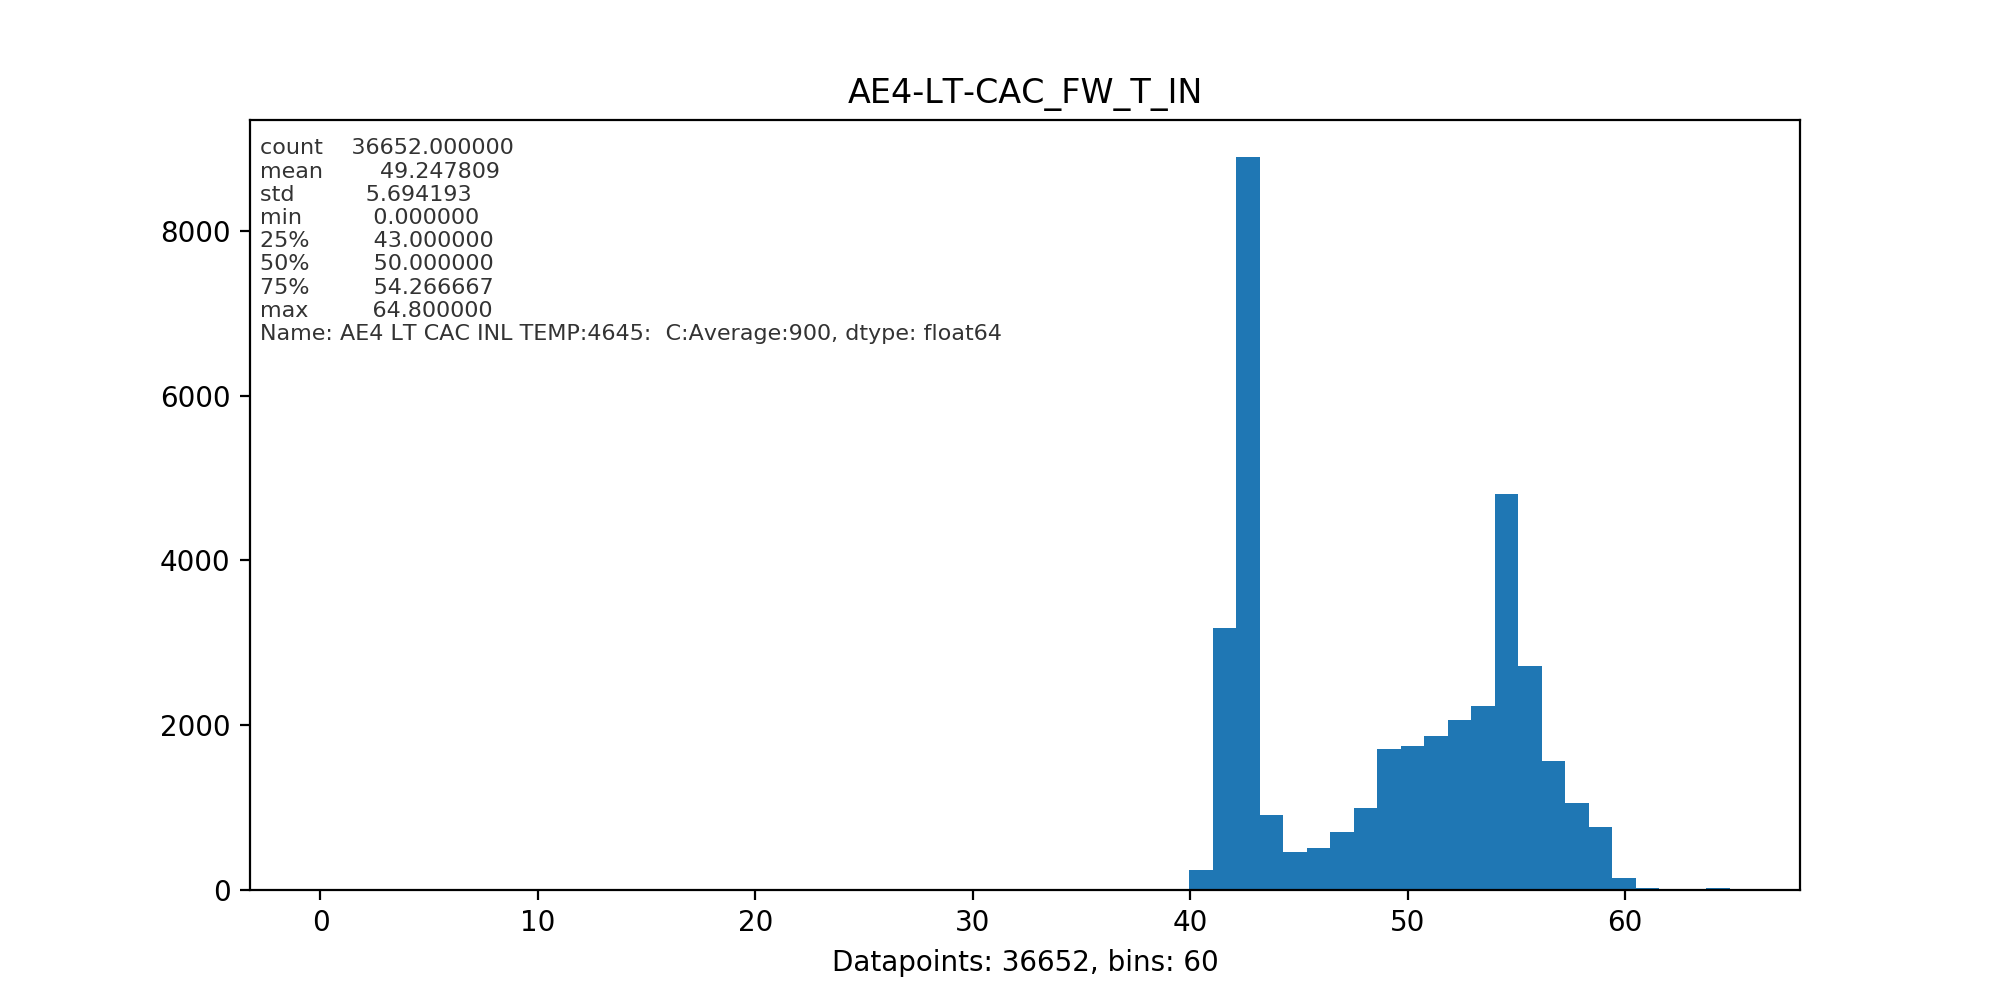 AE4-LT-CAC_FW_T_IN
count 36652.000000
mean 49.247809
std 5.694193
min 0.000000
25% 43.000000
50% 50.000000
75% 54.266667
max 64.800000
Name: AE4 LT CAC INL TEMP:4645:  C:Average:900, dtype: float64
8000
6000
4000
2000
0
0 10 20 30 40 50 60
Datapoints: 36652, bins: 60